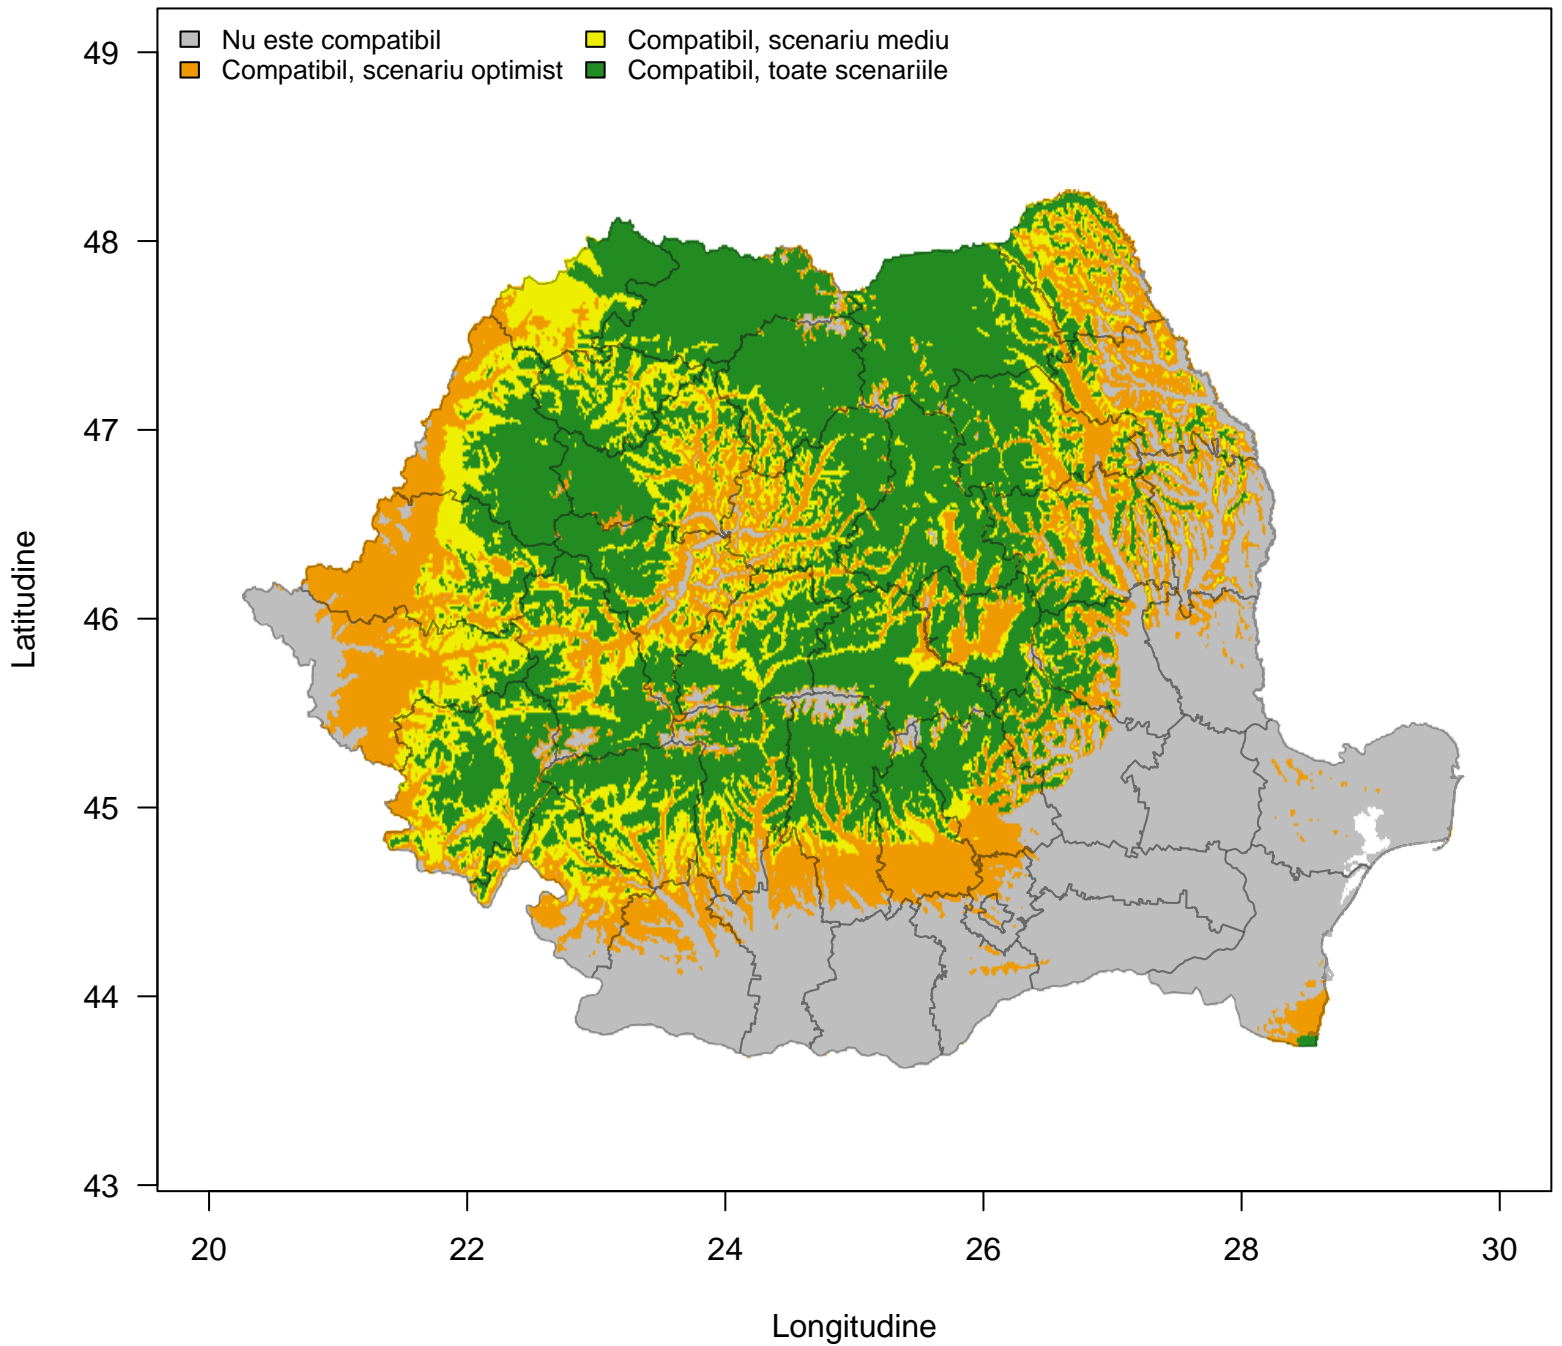 Nu este compatibil
Compatibil, scenariu optimist
Compatibil, scenariu mediu
Compatibil, toate scenariile
49
48
47
46
45
44
43
Latitudine
20 22 24 26 28 30
Longitudine